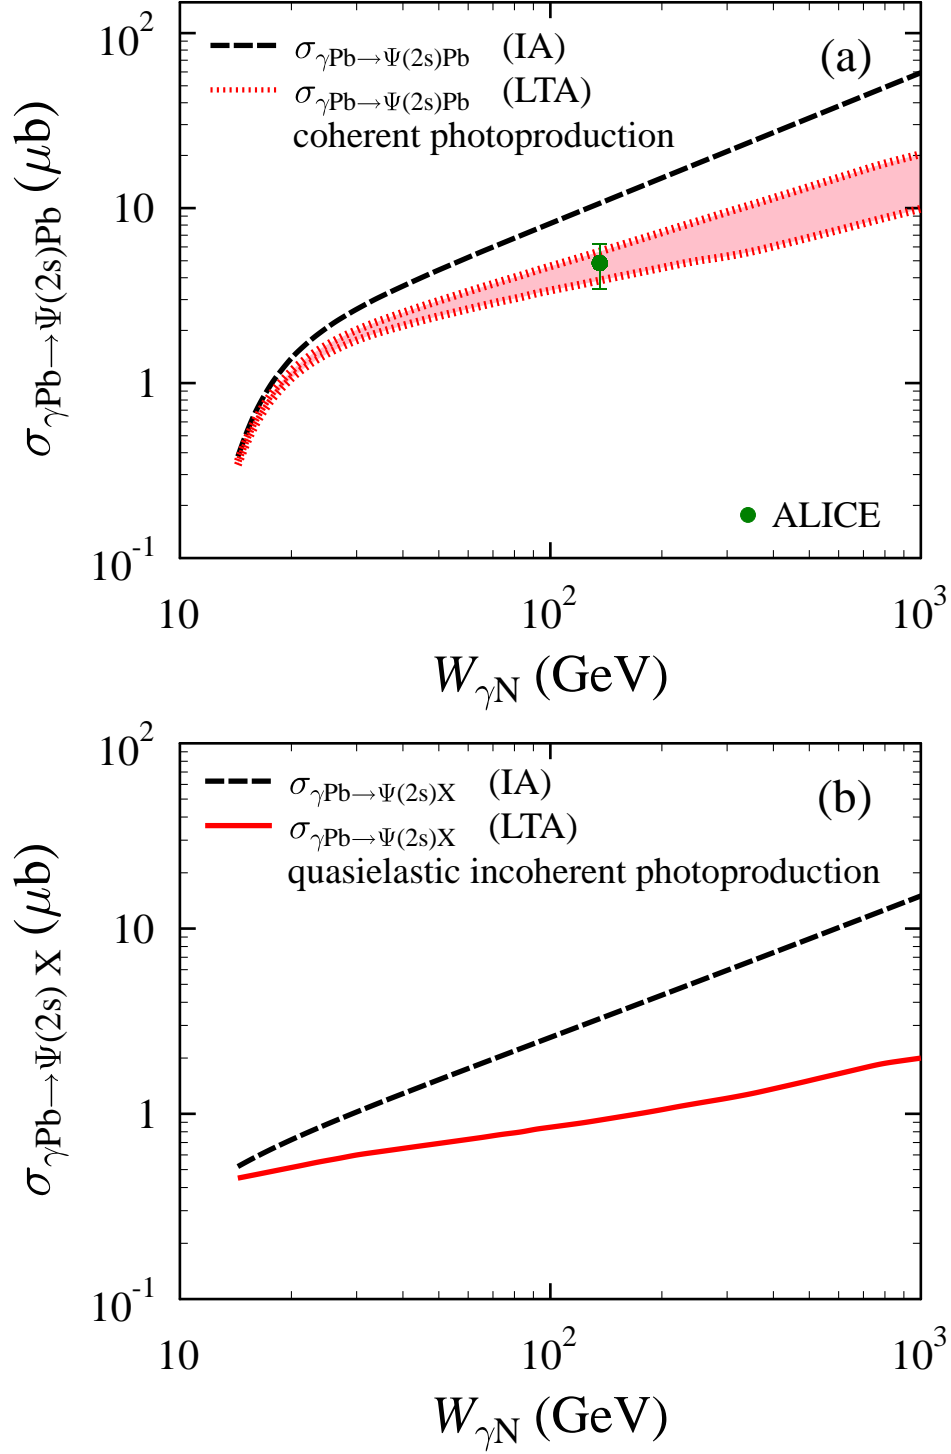 10²
σγPb→Ψ(2s)Pb (IA)
(a)
σγPb→Ψ(2s)Pb (LTA)
coherent photoproduction
σγPb→Ψ(2s)Pb (μb)
10
1
ALICE
10⁻¹
10 10² 10³
WγN (GeV)
10²
σγPb→Ψ(2s)X (IA)
(b)
σγPb→Ψ(2s)X (LTA)
quasielastic incoherent photoproduction
σγPb→Ψ(2s) X (μb)
10
1
10⁻¹
10 10² 10³
WγN (GeV)